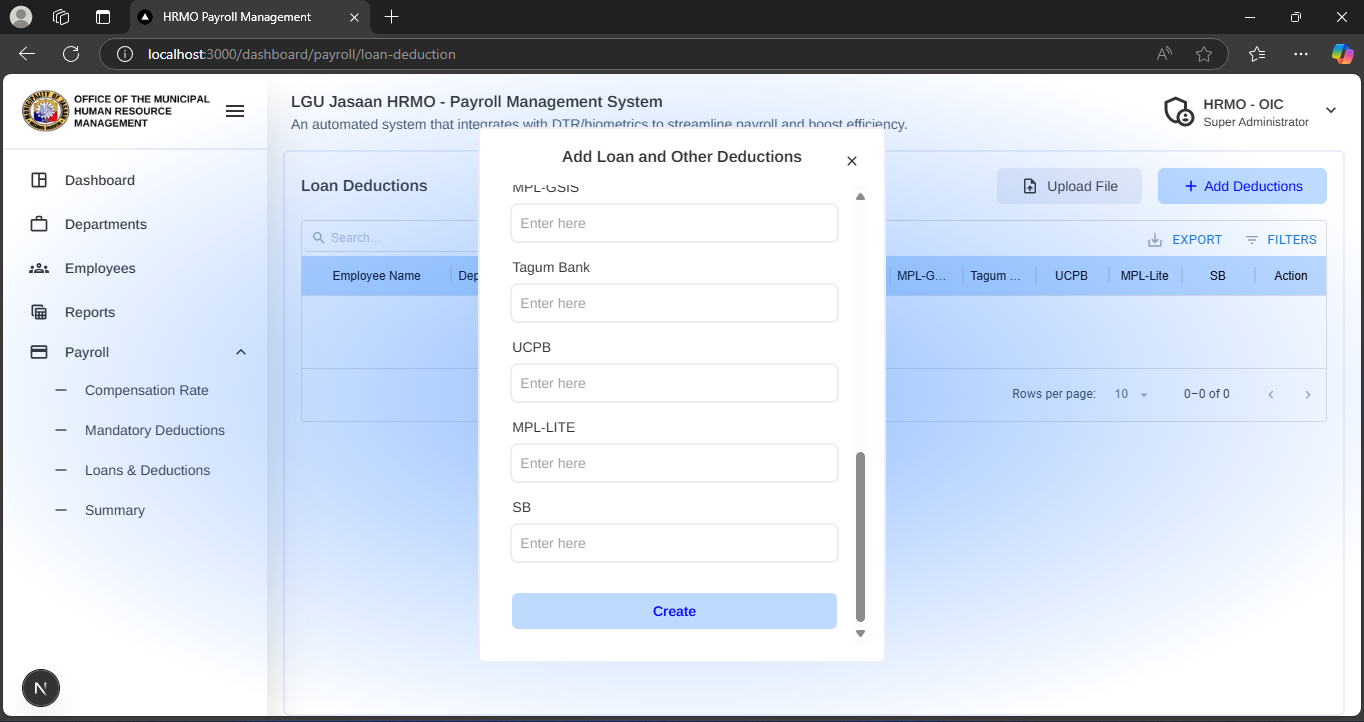 HRMO Payroll Management
localhost:3000/dashboard/payroll/loan-deduction
OFFICE OF THE MUNICIPAL
HUMAN RESOURCE
MANAGEMENT
LGU Jasaan HRMO - Payroll Management System
An automated system that integrates with DTR/biometrics to streamline payroll and boost efficiency.
HRMO - OIC
Super Administrator
Dashboard
Departments
Employees
Reports
Payroll
Compensation Rate
Mandatory Deductions
Loans & Deductions
Summary
Loan Deductions
Upload File
+ Add Deductions
Search...
EXPORT
FILTERS
Employee Name
Dep
MPL-G...
Tagum ...
UCPB
MPL-Lite
SB
Action
Rows per page:
10
0–0 of 0
Add Loan and Other Deductions
MPL-GSIS
Enter here
Tagum Bank
Enter here
UCPB
Enter here
MPL-LITE
Enter here
SB
Enter here
Create
N